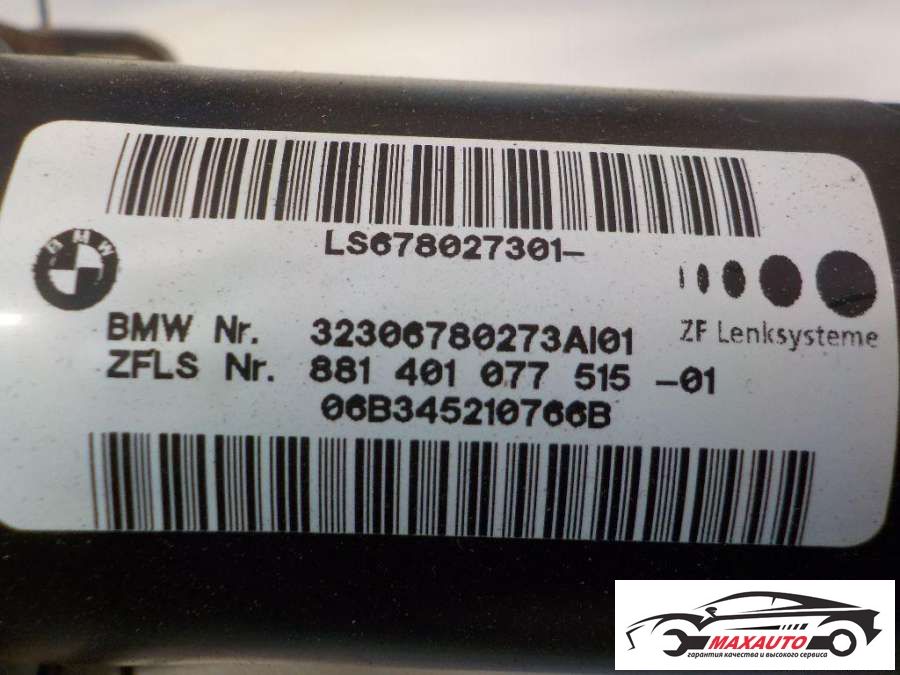 LS678027301-
BMW
BMW Nr. 32306780273AI01
ZF Lenksysteme
ZFLS Nr. 881 401 077 515 -01
06B345210766B
MAXAUTO
гарантия качества и высокого сервиса